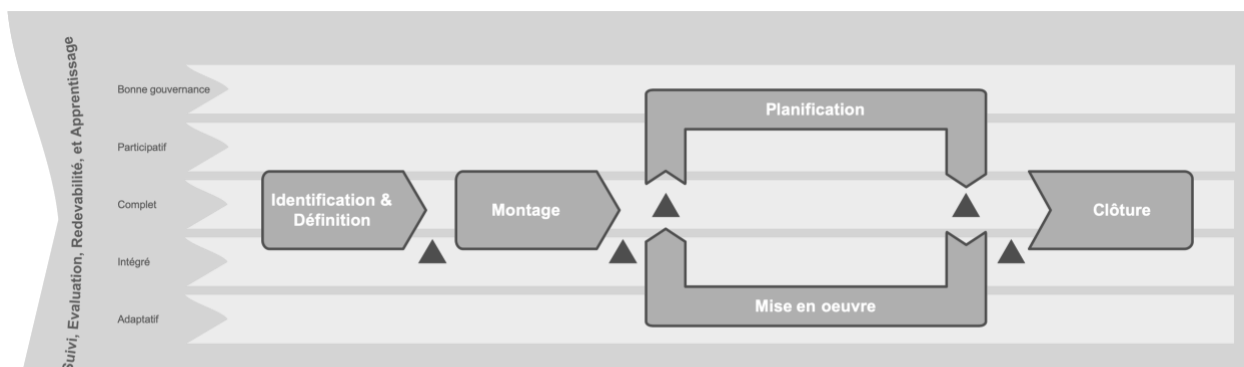 Suivi, Evaluation, Redevabilité, et Apprentissage
Bonne gouvernance
Participatif
Complet
Intégré
Adaptatif
Identification &
Définition
Montage
Planification
Mise en oeuvre
Clôture